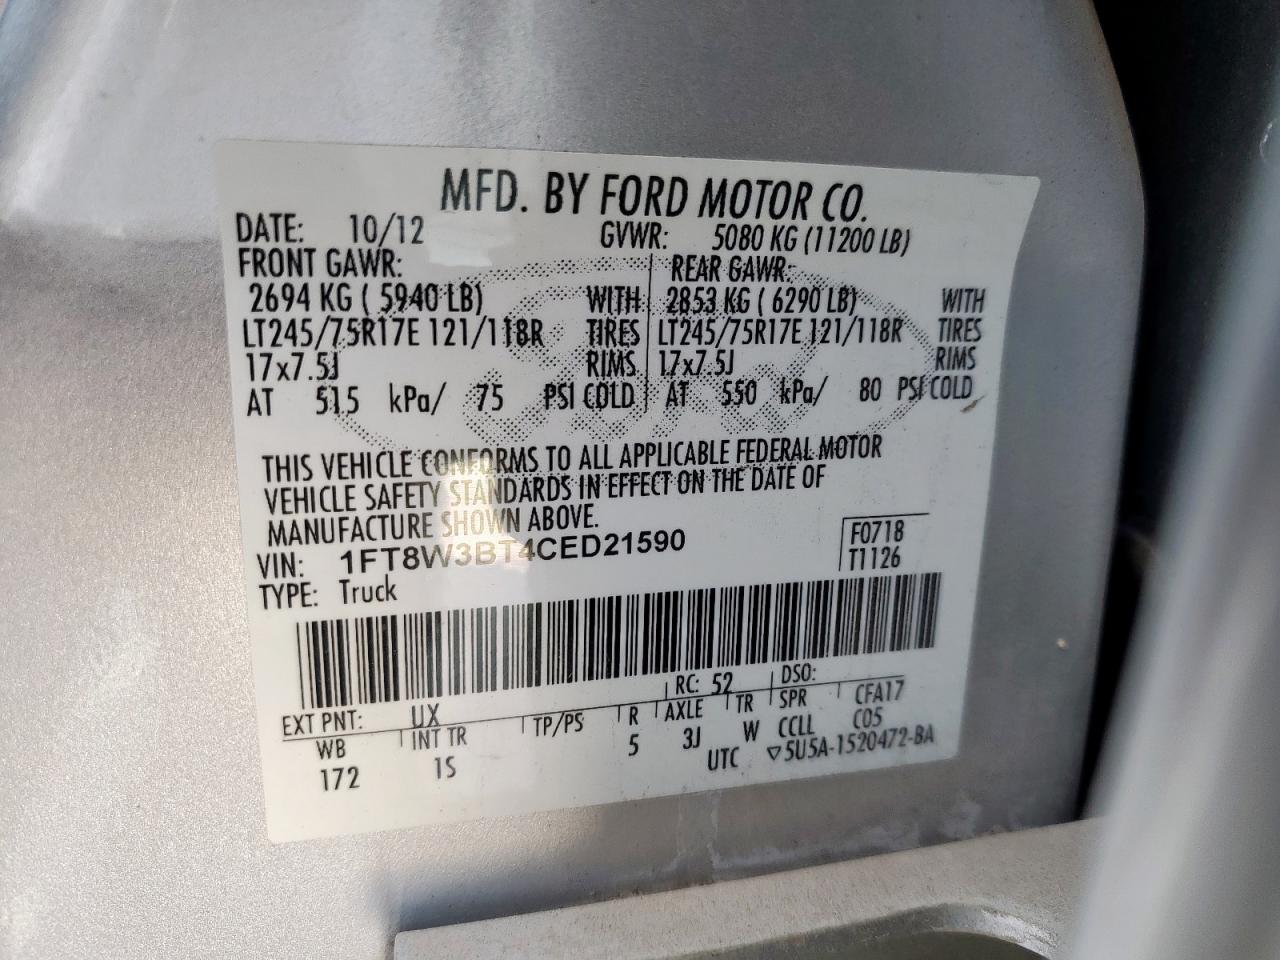 MFD. BY FORD MOTOR CO.
DATE: 10/12 GVWR: 5080 KG (11200 LB)
FRONT GAWR: REAR GAWR:
2694 KG ( 5940 LB) WITH 2853 KG ( 6290 LB) WITH
LT245/75R17E 121/118R TIRES LT245/75R17E 121/118R TIRES
17x7.5J RIMS 17x7.5J RIMS
AT 515 kPa/ 75 PSI COLD AT 550 kPa/ 80 PSI COLD
THIS VEHICLE CONFORMS TO ALL APPLICABLE FEDERAL MOTOR
VEHICLE SAFETY STANDARDS IN EFFECT ON THE DATE OF
MANUFACTURE SHOWN ABOVE.
VIN: 1FT8W3BT4CED21590 F0718
TYPE: Truck T1126
EXT PNT: UX RC: 52 DSO:
WB INT TR TP/PS R AXLE TR SPR CFA17
172 1S 5 3J W CCLL C05
UTC ▽5U5A-1520472-BA